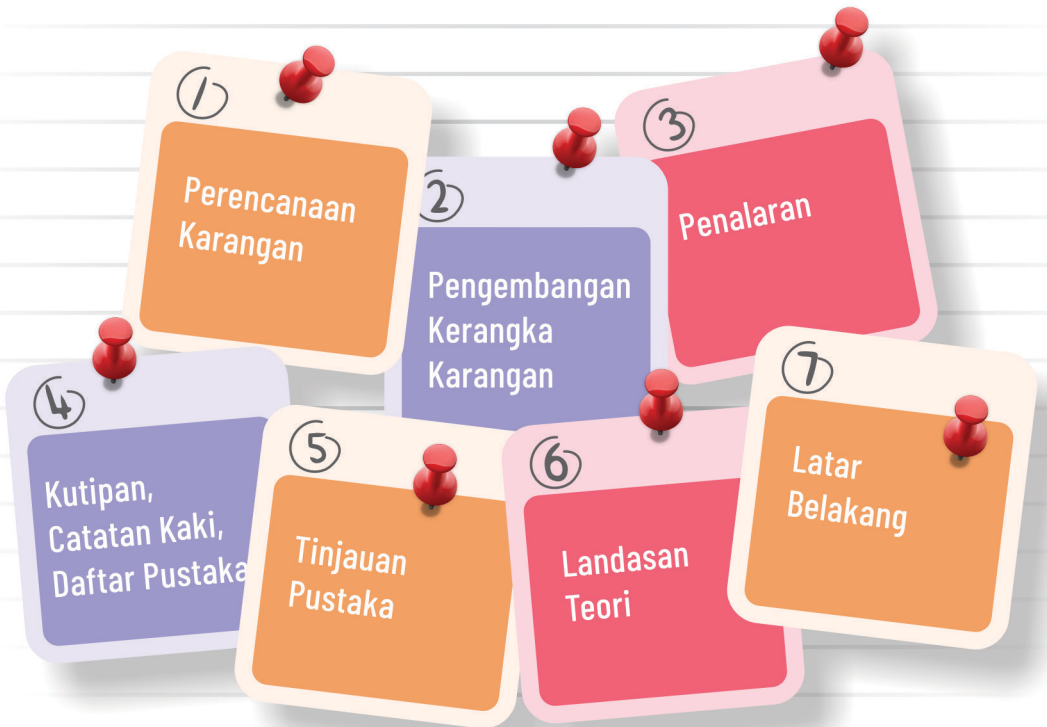 1
Perencanaan
Karangan
2
Pengembangan
Kerangka
Karangan
3
Penalaran
4
Kutipan,
Catatan Kaki,
Daftar Pustaka
5
Tinjauan
Pustaka
6
Landasan
Teori
7
Latar
Belakang